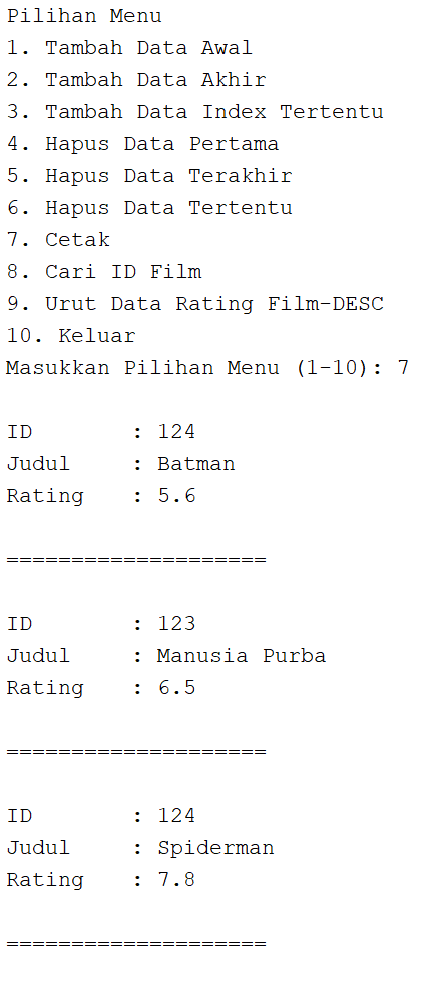 Pilihan Menu
1. Tambah Data Awal
2. Tambah Data Akhir
3. Tambah Data Index Tertentu
4. Hapus Data Pertama
5. Hapus Data Terakhir
6. Hapus Data Tertentu
7. Cetak
8. Cari ID Film
9. Urut Data Rating Film-DESC
10. Keluar
Masukkan Pilihan Menu (1-10): 7
ID : 124
Judul : Batman
Rating : 5.6
====================
ID : 123
Judul : Manusia Purba
Rating : 6.5
====================
ID : 124
Judul : Spiderman
Rating : 7.8
====================